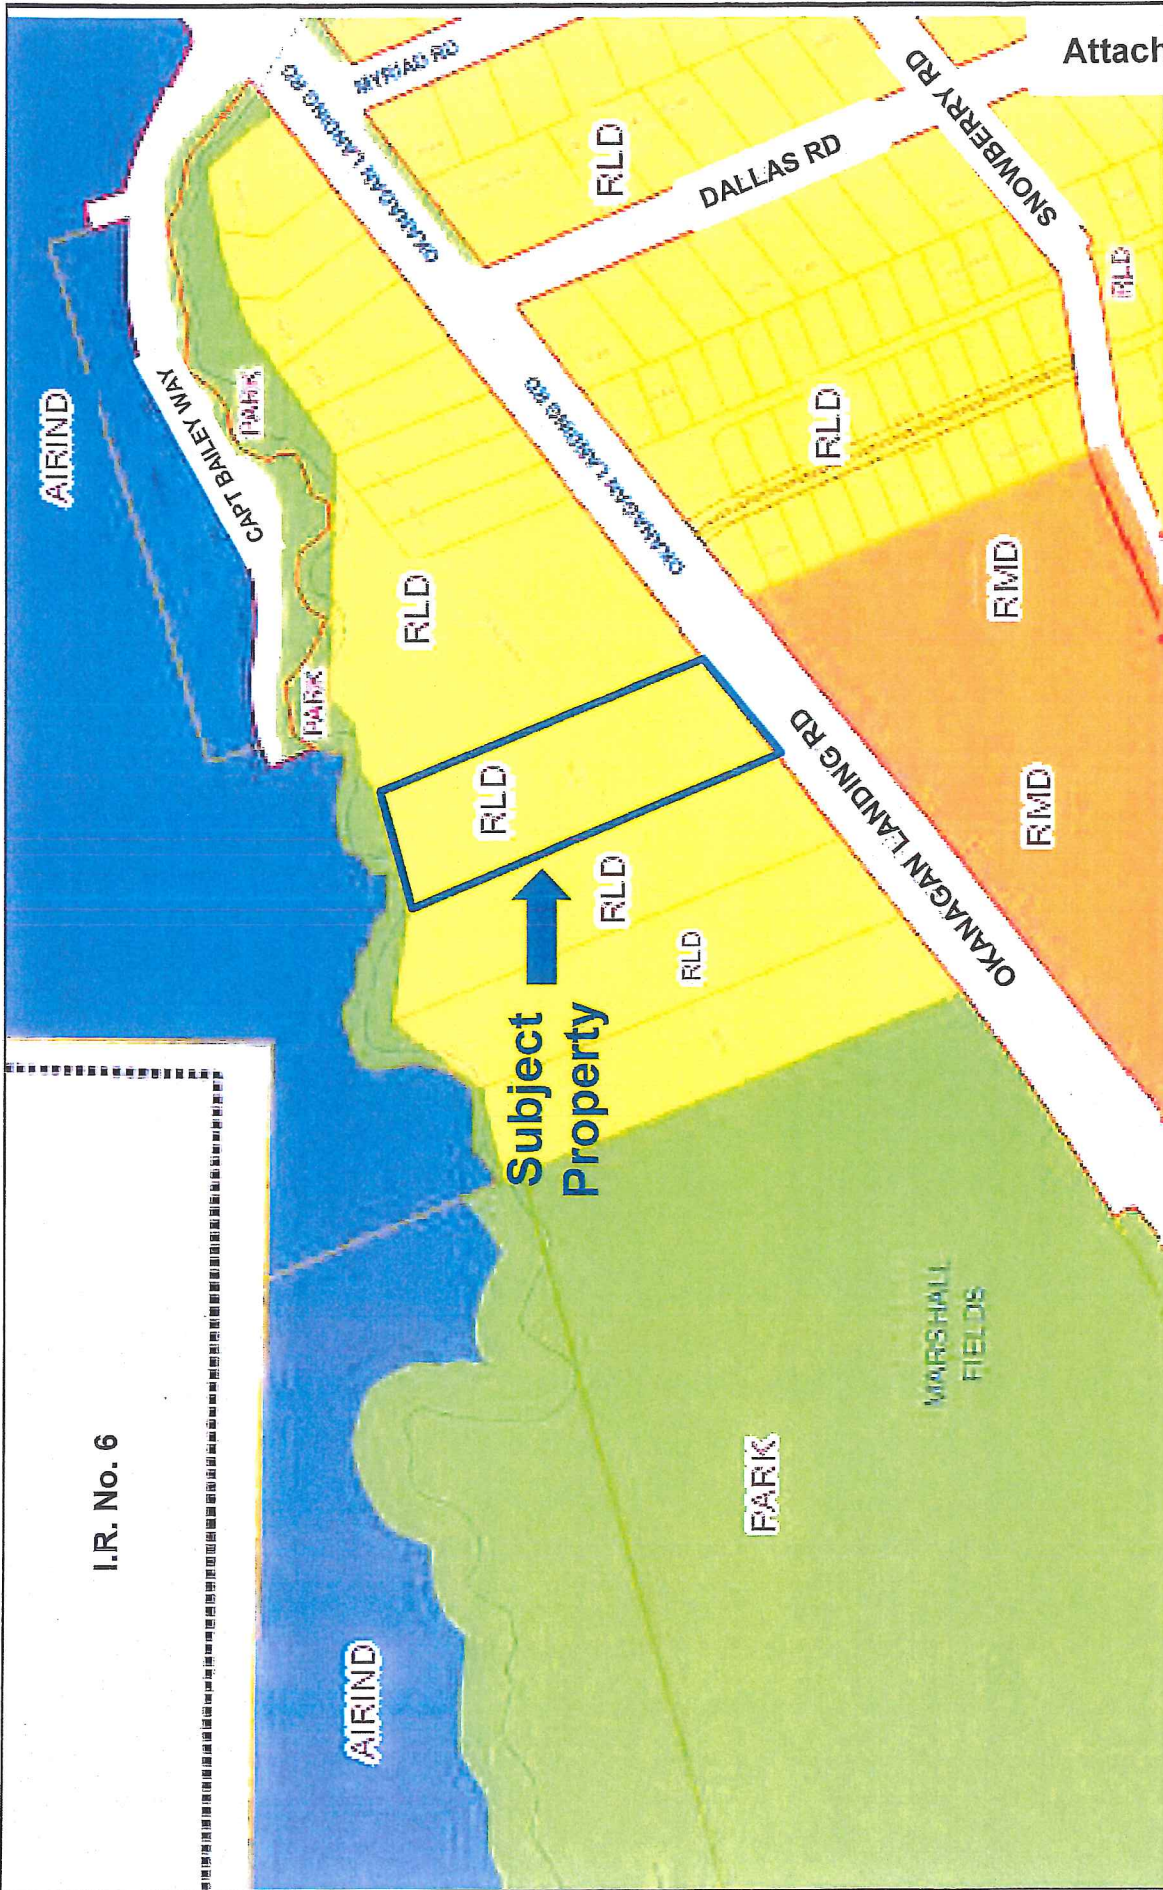 Attach
I.R. No. 6
AIRIND
AIRIND
CAPT BAILEY WAY
PARK
PARK
MYRIAD RD
OKANAGAN LANDING RD
OKANAGAN LANDING RD
OKANAGAN LANDING RD
DALLAS RD
SNOWBERRY RD
RLD
RLD
RLD
RLD
RLD
RLD
RLD
RMD
RMD
Subject
Property
PARK
MARSHALL
FIELDS